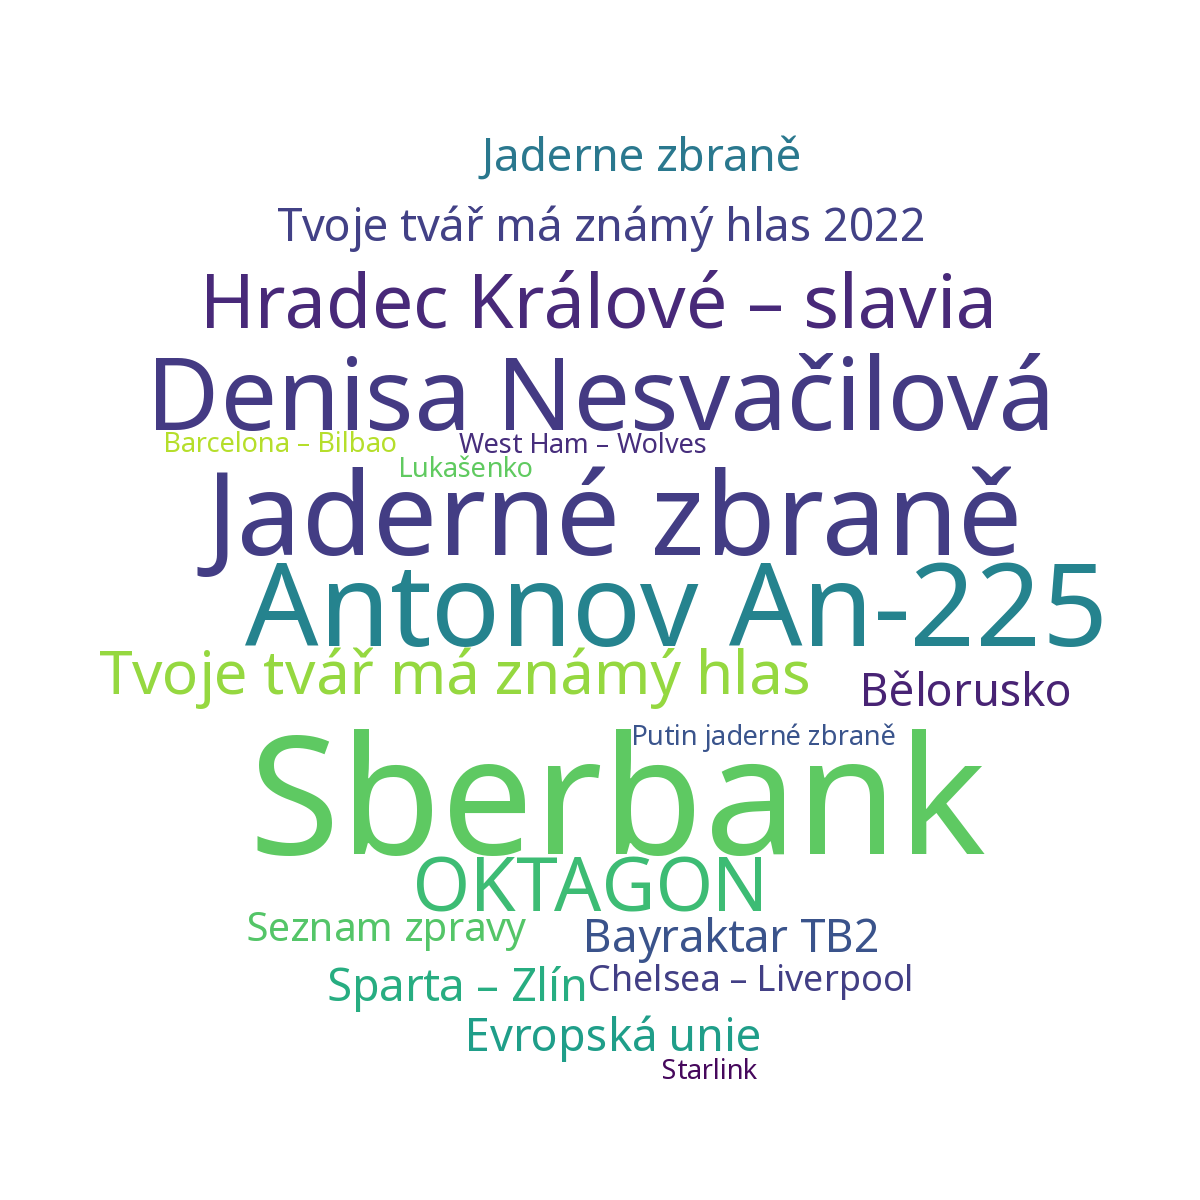 Jaderne zbraně
Tvoje tvář má známý hlas 2022
Hradec Králové – slavia
Denisa Nesvačilová
Barcelona – Bilbao
West Ham – Wolves
Lukašenko
Jaderné zbraně
Antonov An-225
Tvoje tvář má známý hlas
Bělorusko
Putin jaderné zbraně
Sberbank
OKTAGON
Seznam zpravy
Bayraktar TB2
Sparta – Zlín
Chelsea – Liverpool
Evropská unie
Starlink